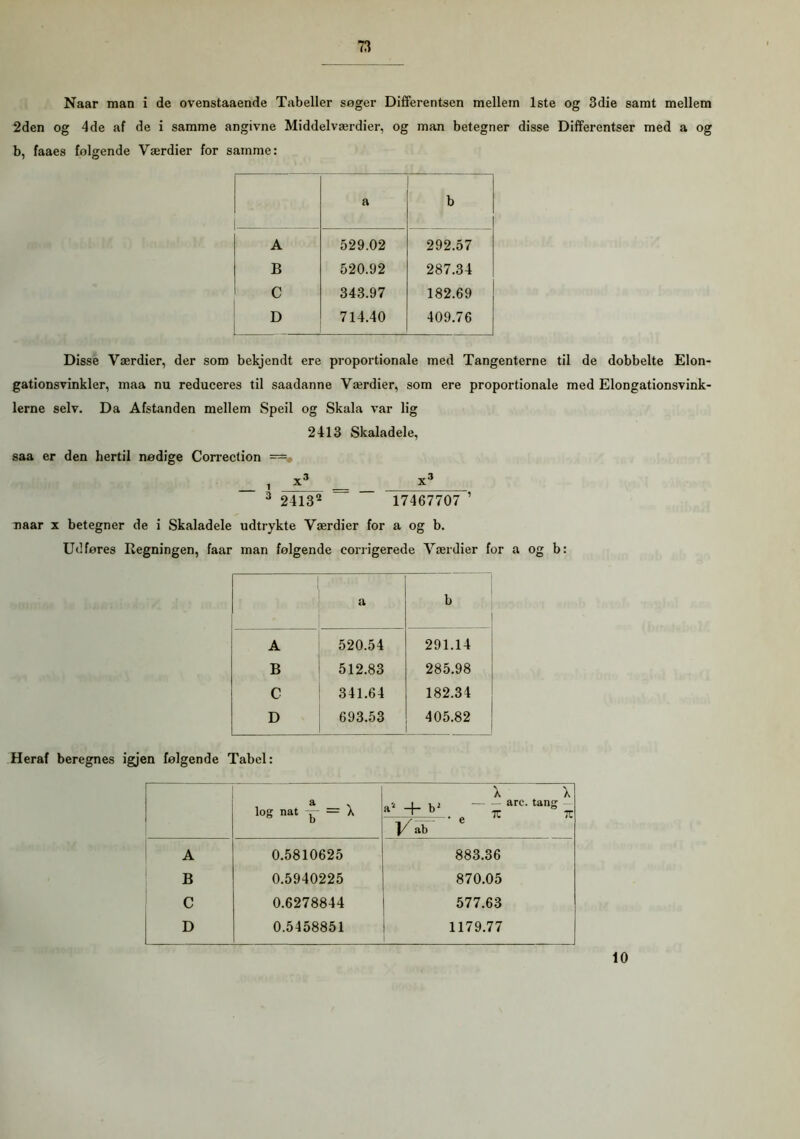 73
Naar man i de ovenstaaende Tabeller søger Differentsen mellem 1ste og 3die samt mellem
2den og 4de af de i samme angivne Middelværdier, og man betegner disse Differentser med a og
b, faaes følgende Værdier for samme:
a b
A 529.02 292.57
B 520.92 287.34
C 343.97 182.69
D 714.40 409.76
Disse Værdier, der som bekjendt ere proportionale med Tangenterne til de dobbelte Elon-
gationsvinkler, maa nu reduceres til saadanne Værdier, som ere proportionale med Elongationsvink-
lerne selv. Da Afstanden mellem Speil og Skala var lig
2413 Skaladele,
saa er den hertil nødige Correction =
— 1/3 x³/2413² = — x³/17467707,
naar x betegner de i Skaladele udtrykte Værdier for a og b.
Udføres Regningen, faar man følgende corrigerede Værdier for a og b:
a b
A 520.54 291.14
B 512.83 285.98
C 341.64 182.34
D 693.53 405.82
Heraf beregnes igjen følgende Tabel:
log nat a/b = λ (a² + b²)/√ab . e — λ/π arc. tang λ/π
A 0.5810625 883.36
B 0.5940225 870.05
C 0.6278844 577.63
D 0.5458851 1179.77
10